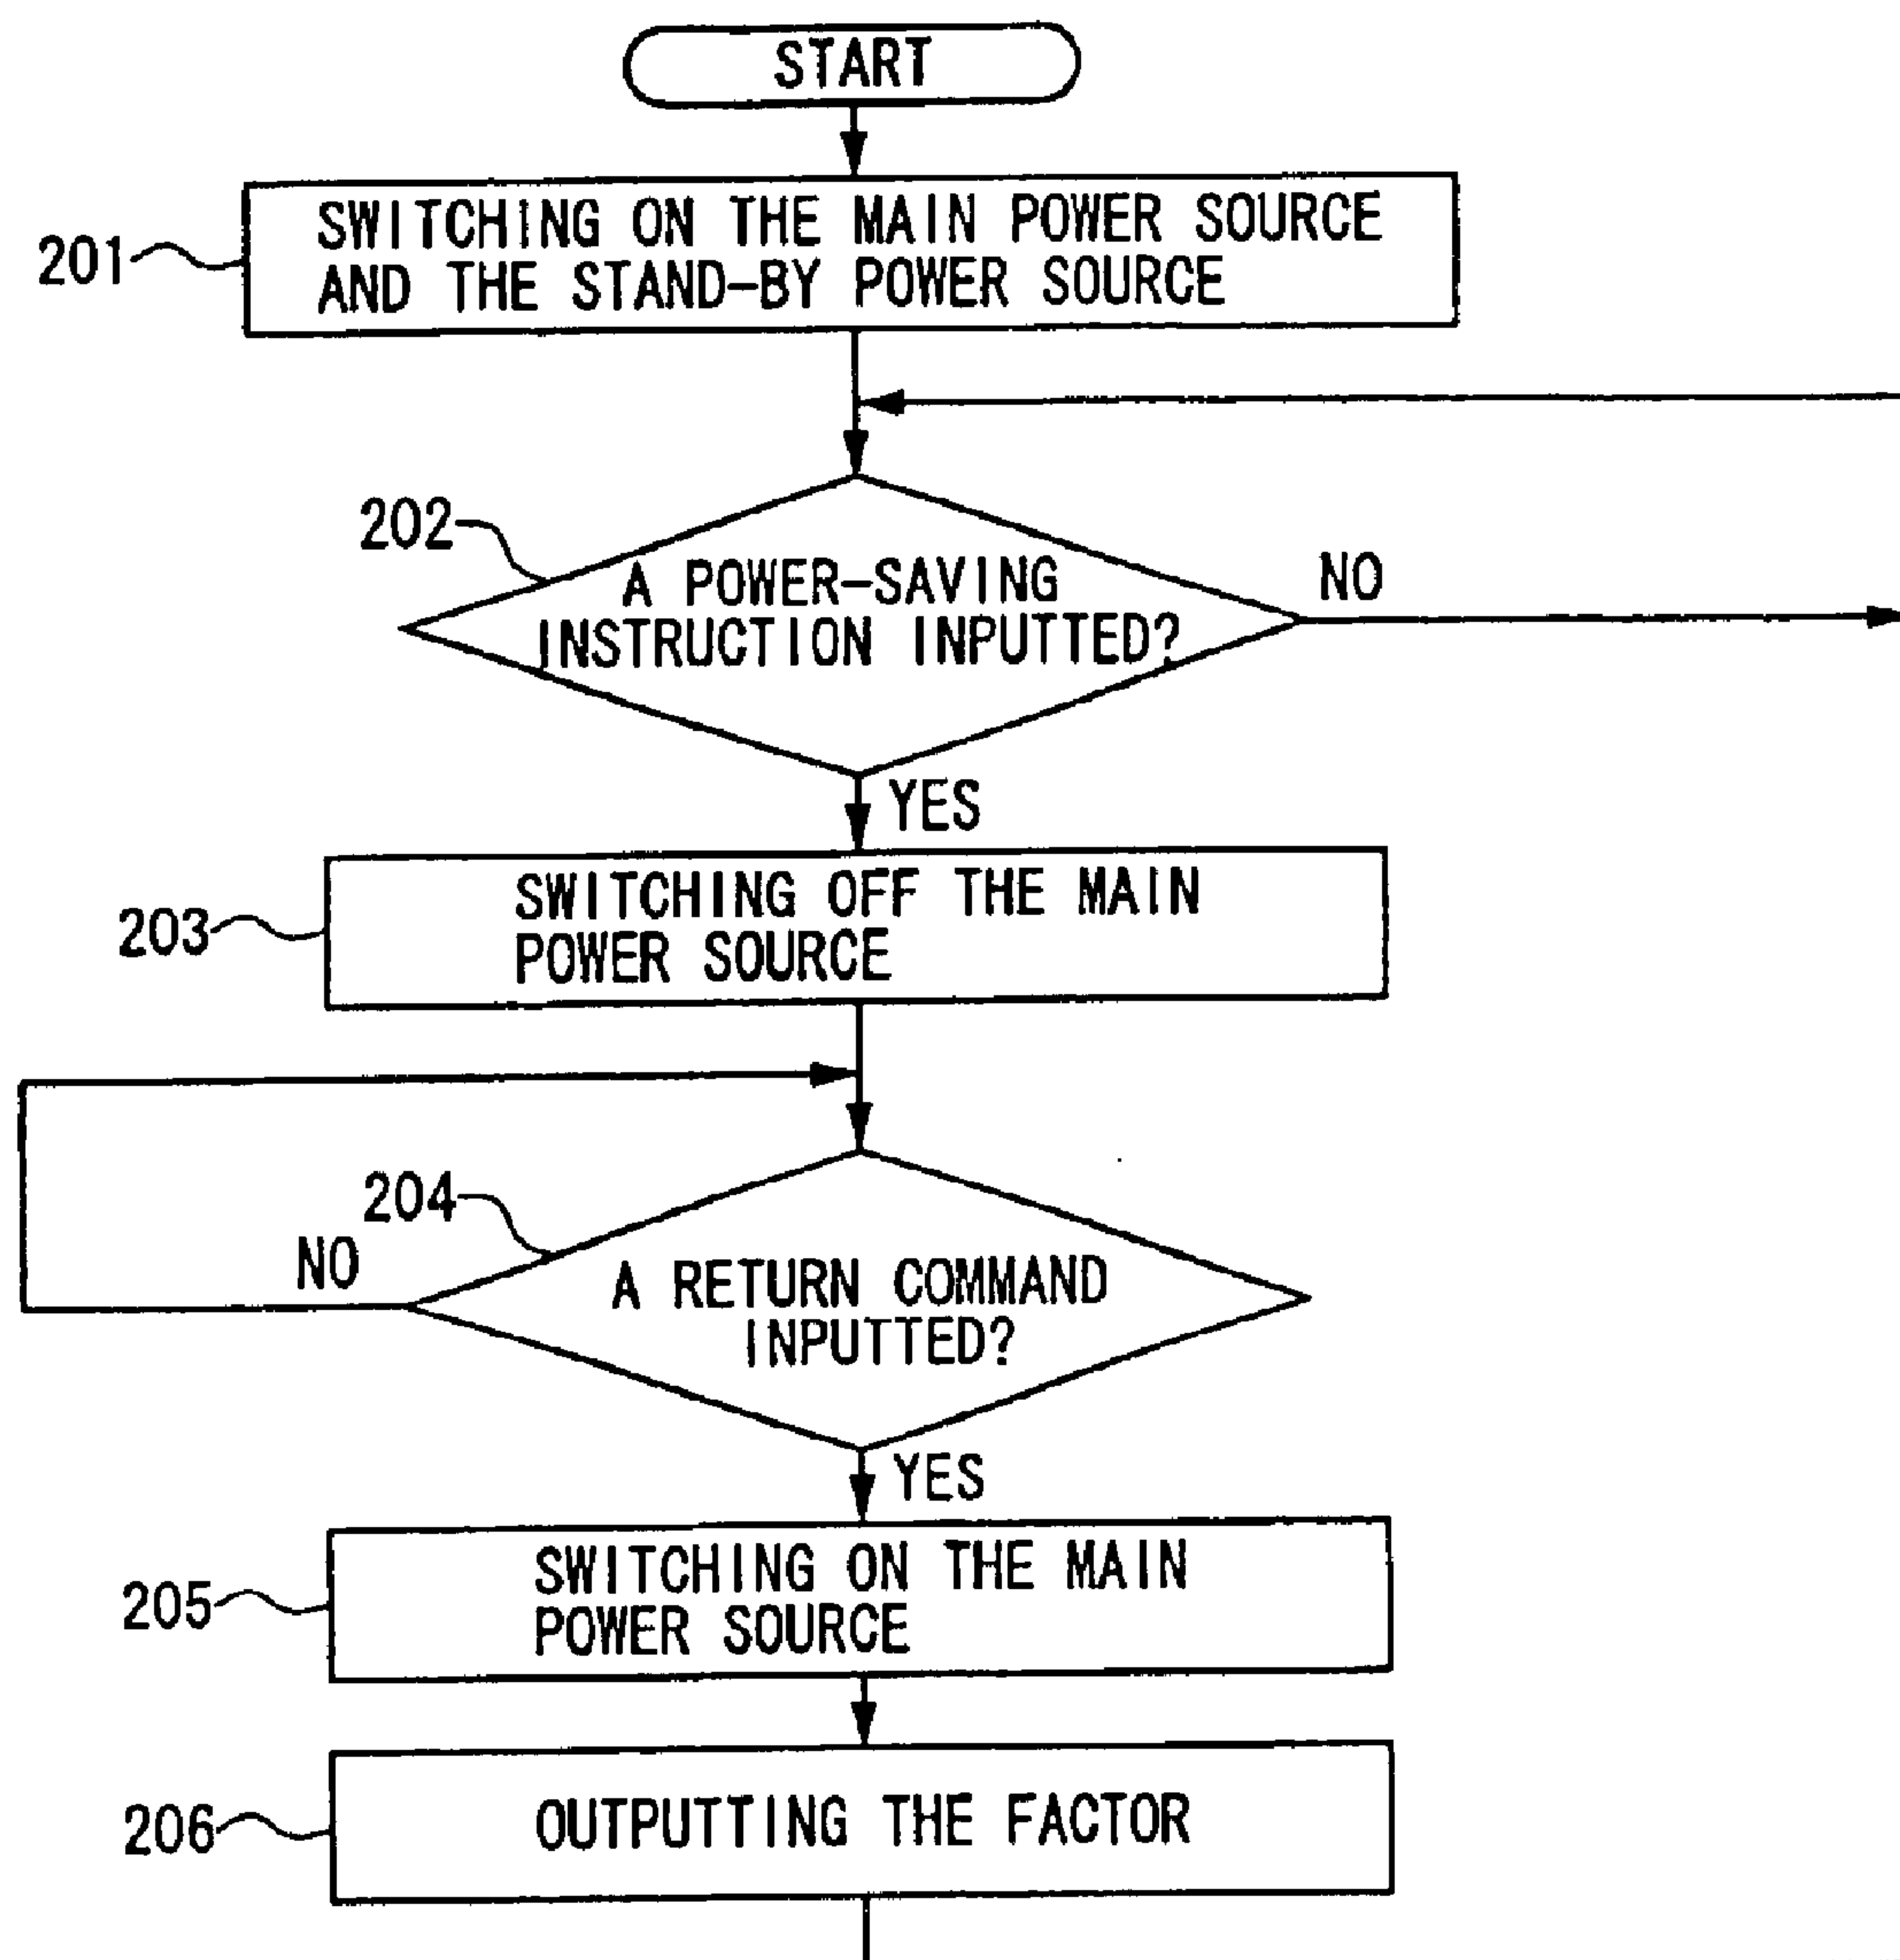 START
201
SWITCHING ON THE MAIN POWER SOURCE
AND THE STAND-BY POWER SOURCE
202
A POWER-SAVING
INSTRUCTION INPUTTED?
NO
YES
203
SWITCHING OFF THE MAIN
POWER SOURCE
204
NO
A RETURN COMMAND
INPUTTED?
YES
205
SWITCHING ON THE MAIN
POWER SOURCE
206
OUTPUTTING THE FACTOR